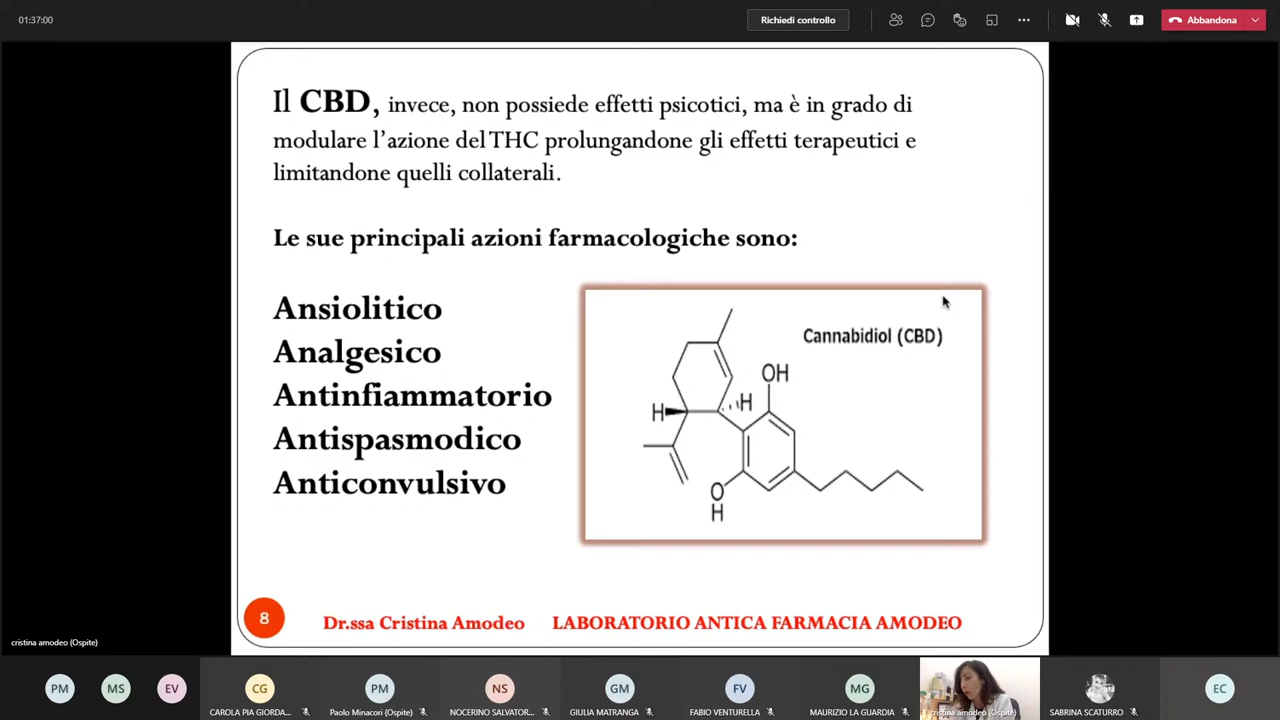 01:37:00
Richiedi controllo
Abbandona
Il CBD, invece, non possiede effetti psicotici, ma è in grado di
modulare l'azione del THC prolungandone gli effetti terapeutici e
limitandone quelli collaterali.
Le sue principali azioni farmacologiche sono:
Ansiolitico
Analgesico
Antinfiammatorio
Antispasmodico
Anticonvulsivo
Cannabidiol (CBD)
OH
H
H
O
H
8
Dr.ssa Cristina Amodeo LABORATORIO ANTICA FARMACIA AMODEO
cristina amodeo (Ospite)
PM MS EV CG PM NS GM FV MG EC
CAROLA PIA GIORDA... Paolo Minacori (Ospite) NOCERINO SALVATOR... GIULIA MATRANGA FABIO VENTURELLA MAURIZIO LA GUARDIA cristina amodeo (Ospite) SABRINA SCATURRO